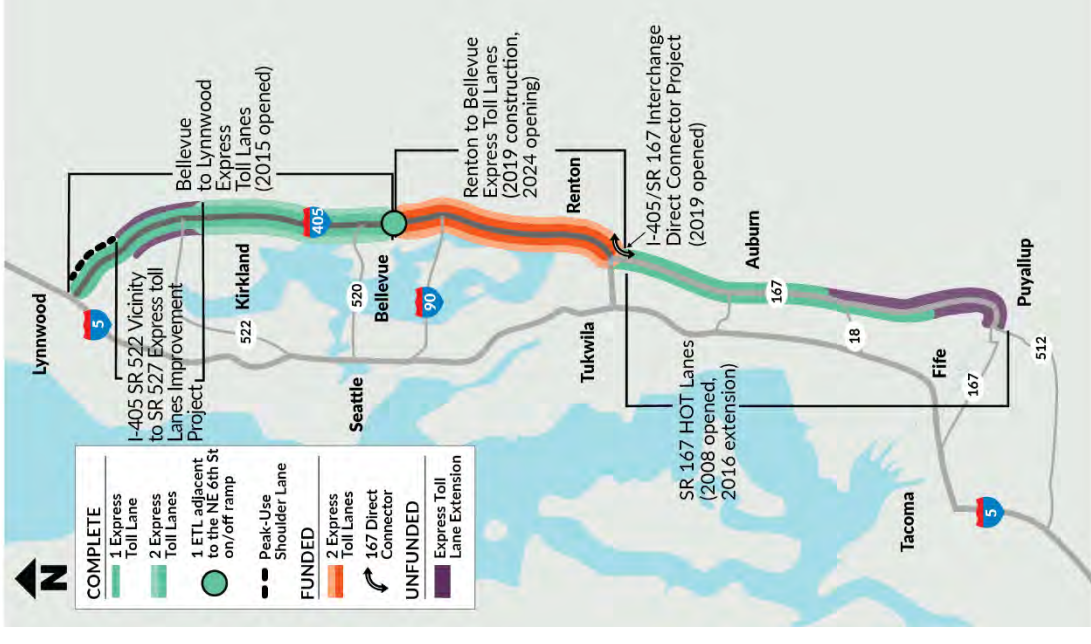 N
COMPLETE
1 Express
Toll Lane
2 Express
Toll Lanes
1 ETL adjacent
to the NE 6th St
on/off ramp
Peak-Use
Shoulder Lane
FUNDED
2 Express
Toll Lanes
167 Direct
Connector
UNFUNDED
Express Toll
Lane Extension
Lynnwood
5
Bellevue
to Lynnwood
Express
Toll Lanes
(2015 opened)
I-405 SR 522 Vicinity
to SR 527 Express toll
Lanes Improvement
Project
405
Kirkland
522
520
Seattle
Bellevue
90
Renton to Bellevue
Express Toll Lanes
(2019 construction,
2024 opening)
Renton
Tukwila
I-405/SR 167 Interchange
Direct Connector Project
(2019 opened)
SR 167 HOT Lanes
(2008 opened,
2016 extension)
Auburn
167
18
Fife
167
Puyallup
512
Tacoma
5